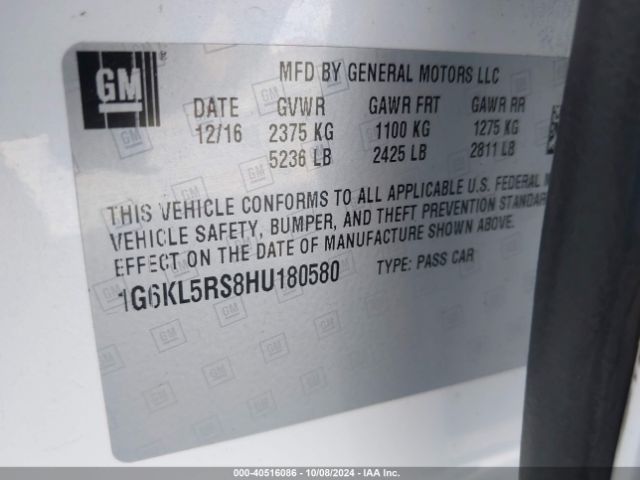 GM
MFD BY GENERAL MOTORS LLC
DATE GVWR GAWR FRT GAWR RR
12/16 2375 KG 1100 KG 1275 KG
5236 LB 2425 LB 2811 LB
THIS VEHICLE CONFORMS TO ALL APPLICABLE U.S. FEDERAL
VEHICLE SAFETY, BUMPER, AND THEFT PREVENTION STANDAR
EFFECT ON THE DATE OF MANUFACTURE SHOWN ABOVE.
1G6KL5RS8HU180580 TYPE: PASS CAR
000-40516086 - 10/08/2024 - IAA Inc.